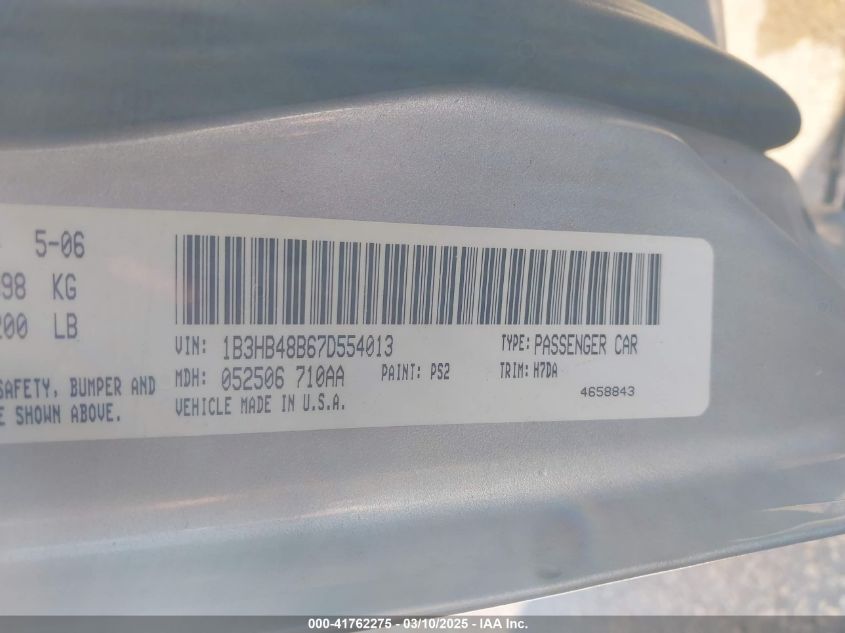 5-06
98 KG
200 LB
SAFETY, BUMPER AND
E SHOWN ABOVE.
VIN: 1B3HB48B67D554013
TYPE: PASSENGER CAR
MDH: 052506 710AA
PAINT: PS2
TRIM: H7DA
VEHICLE MADE IN U.S.A.
4658843
000-41762275 - 03/10/2025 - IAA Inc.